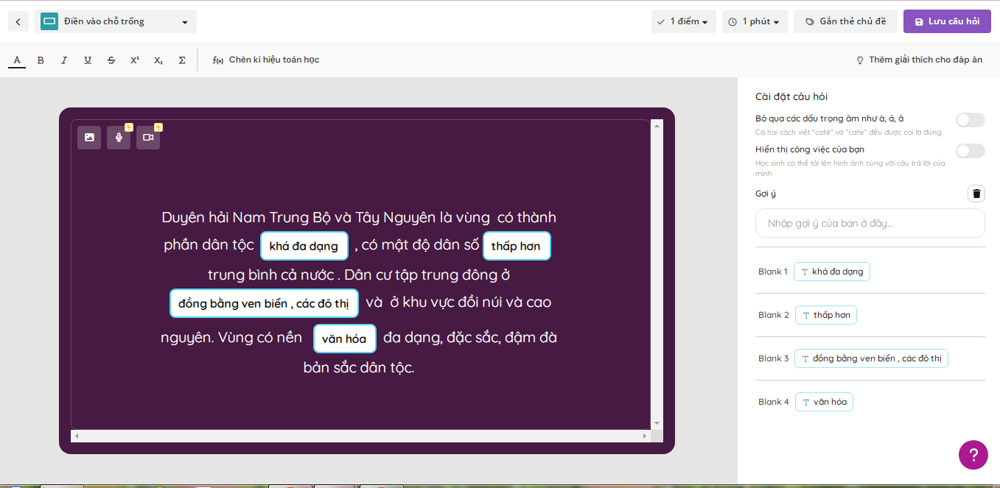 Điền vào chỗ trống
1 điểm
1 phút
Gắn thẻ chủ đề
Lưu câu hỏi
A B I U S X¹ X₁ Σ f(x) Chèn kí hiệu toán học
Thêm giải thích cho đáp án
Duyên hải Nam Trung Bộ và Tây Nguyên là vùng có thành
phần dân tộc khá đa dạng , có mật độ dân số thấp hơn
trung bình cả nước . Dân cư tập trung đông ở
đồng bằng ven biển , các đô thị và ở khu vực đồi núi và cao
nguyên. Vùng có nền văn hóa đa dạng, đặc sắc, đậm đà
bản sắc dân tộc.
Cài đặt câu hỏi
Bỏ qua các dấu trọng âm như à, á, â
Cả hai cách viết "café" và "cafe" đều được coi là đúng.
Hiển thị công việc của bạn
Học sinh có thể tải lên hình ảnh cùng với câu trả lời của
mình
Gợi ý
Nhập gợi ý của bạn ở đây...
Blank 1 T khá đa dạng
Blank 2 T thấp hơn
Blank 3 T đồng bằng ven biển , các đô thị
Blank 4 T văn hóa
?